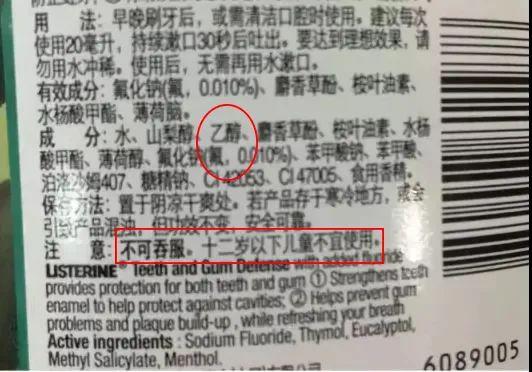 用　　法：早晚刷牙后，或需清洁口腔时使用。建议每次
使用20毫升，持续漱口30秒后吐出。要达到理想效果，请
勿用水冲稀。使用后，无需再用水漱口。
有效成分：氟化钠(氟，0.010%)、麝香草酚、桉叶油素、
水杨酸甲酯、薄荷脑。
成　　分：水、山梨醇、乙醇、麝香草酚、桉叶油素、水杨
酸甲酯、薄荷醇、氟化钠(氟，0.010%)、苯甲酸钠、苯甲酸、
泊洛沙姆407、糖精钠、CI 42053、CI 47005、食用香精。
保存方法：置于阴凉干爽处。若产品存于寒冷地方，或会
引致产品混浊，但功效不变，安全可靠。
注　　意：不可吞服。十二岁以下儿童不宜使用。
LISTERINE® Teeth and Gum Defense with added fluoride
provides protection for both teeth and gum ① Strengthens teeth
enamel to help protect against cavities; ② Helps prevent gum
problems and plaque build-up , while refreshing your breath
Active ingredients : Sodium Fluoride, Thymol, Eucalyptol,
Methyl Salicylate, Menthol.
6089005